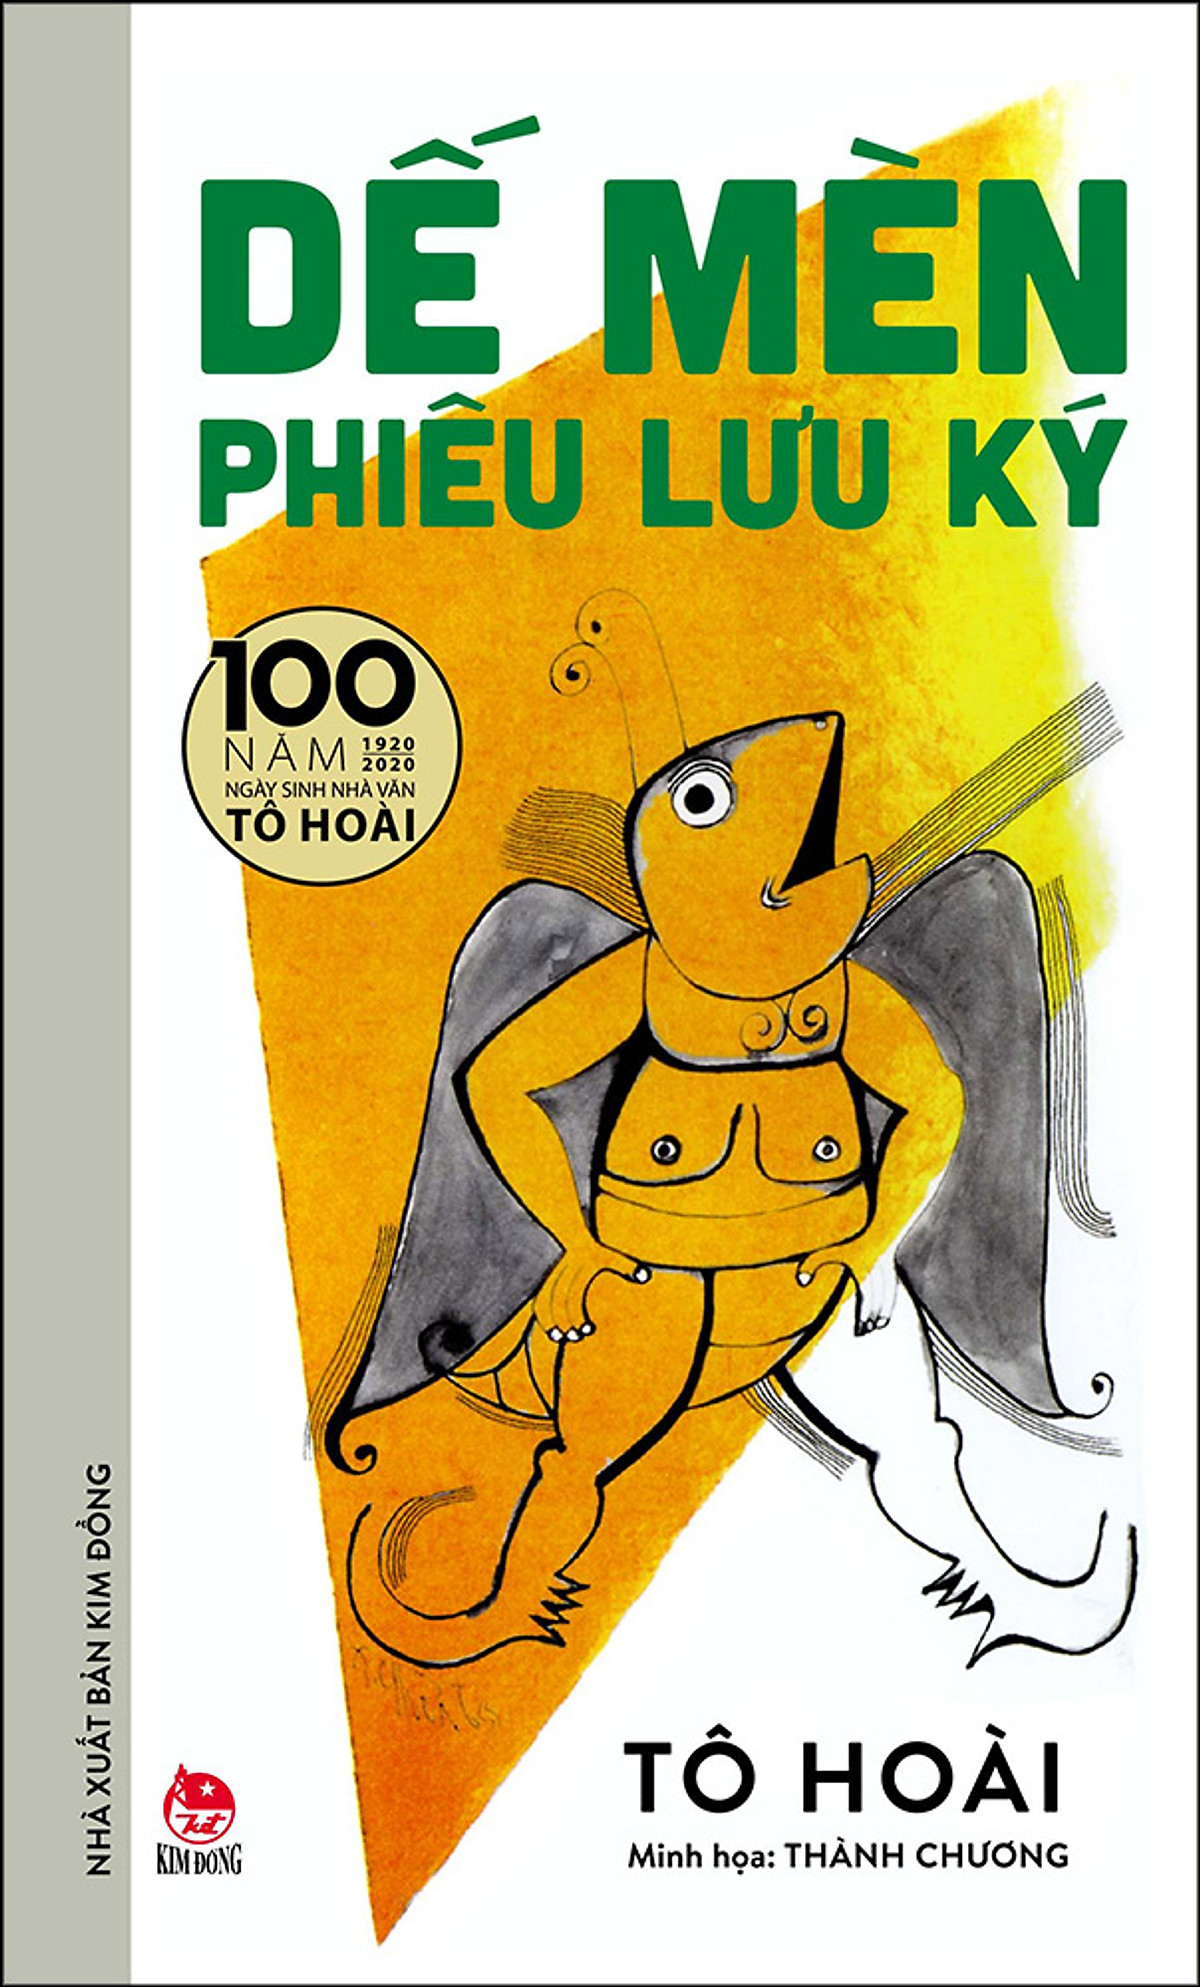 DẾ MÈN
PHIÊU LƯU KÝ
100
NĂM 1920
2020
NGÀY SINH NHÀ VĂN
TÔ HOÀI
TÔ HOÀI
Minh họa: THÀNH CHƯƠNG
NHÀ XUẤT BẢN KIM ĐỒNG
KIM ĐỒNG